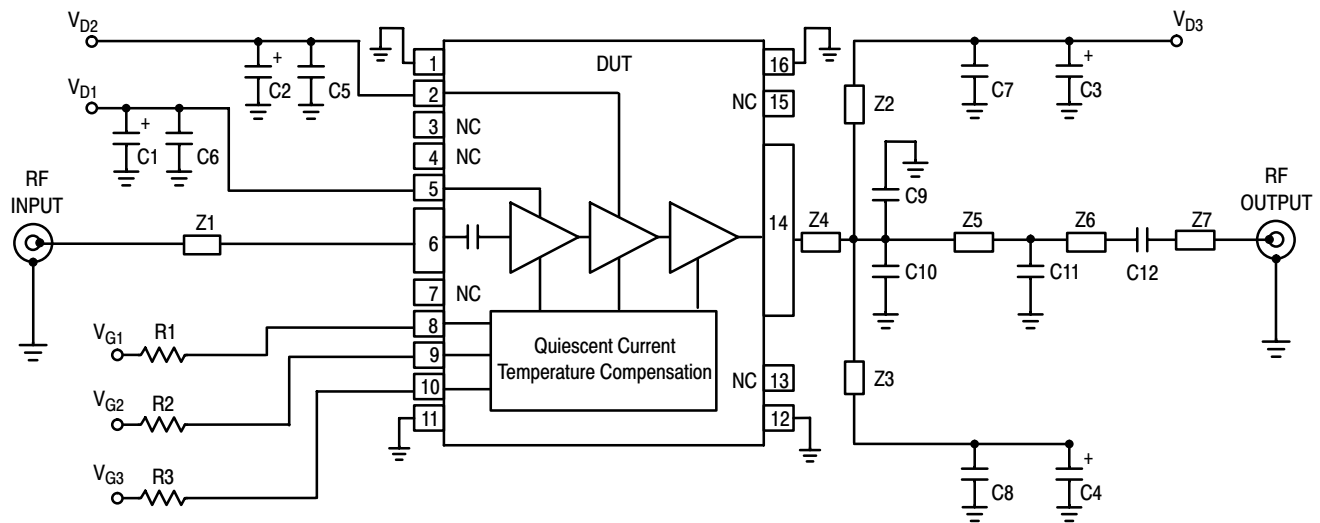 VD2
VD1
+
C2
C5
+
C1
C6
RF
INPUT
Z1
VG1
R1
VG2
R2
VG3
R3
DUT
1
2
3
NC
4
NC
5
6
7
NC
8
9
10
11
16
NC
15
14
NC
13
12
Quiescent Current
Temperature Compensation
VD3
Z2
C7
+
C3
C9
Z4
C10
Z5
C11
Z6
C12
Z7
RF
OUTPUT
Z3
C8
+
C4